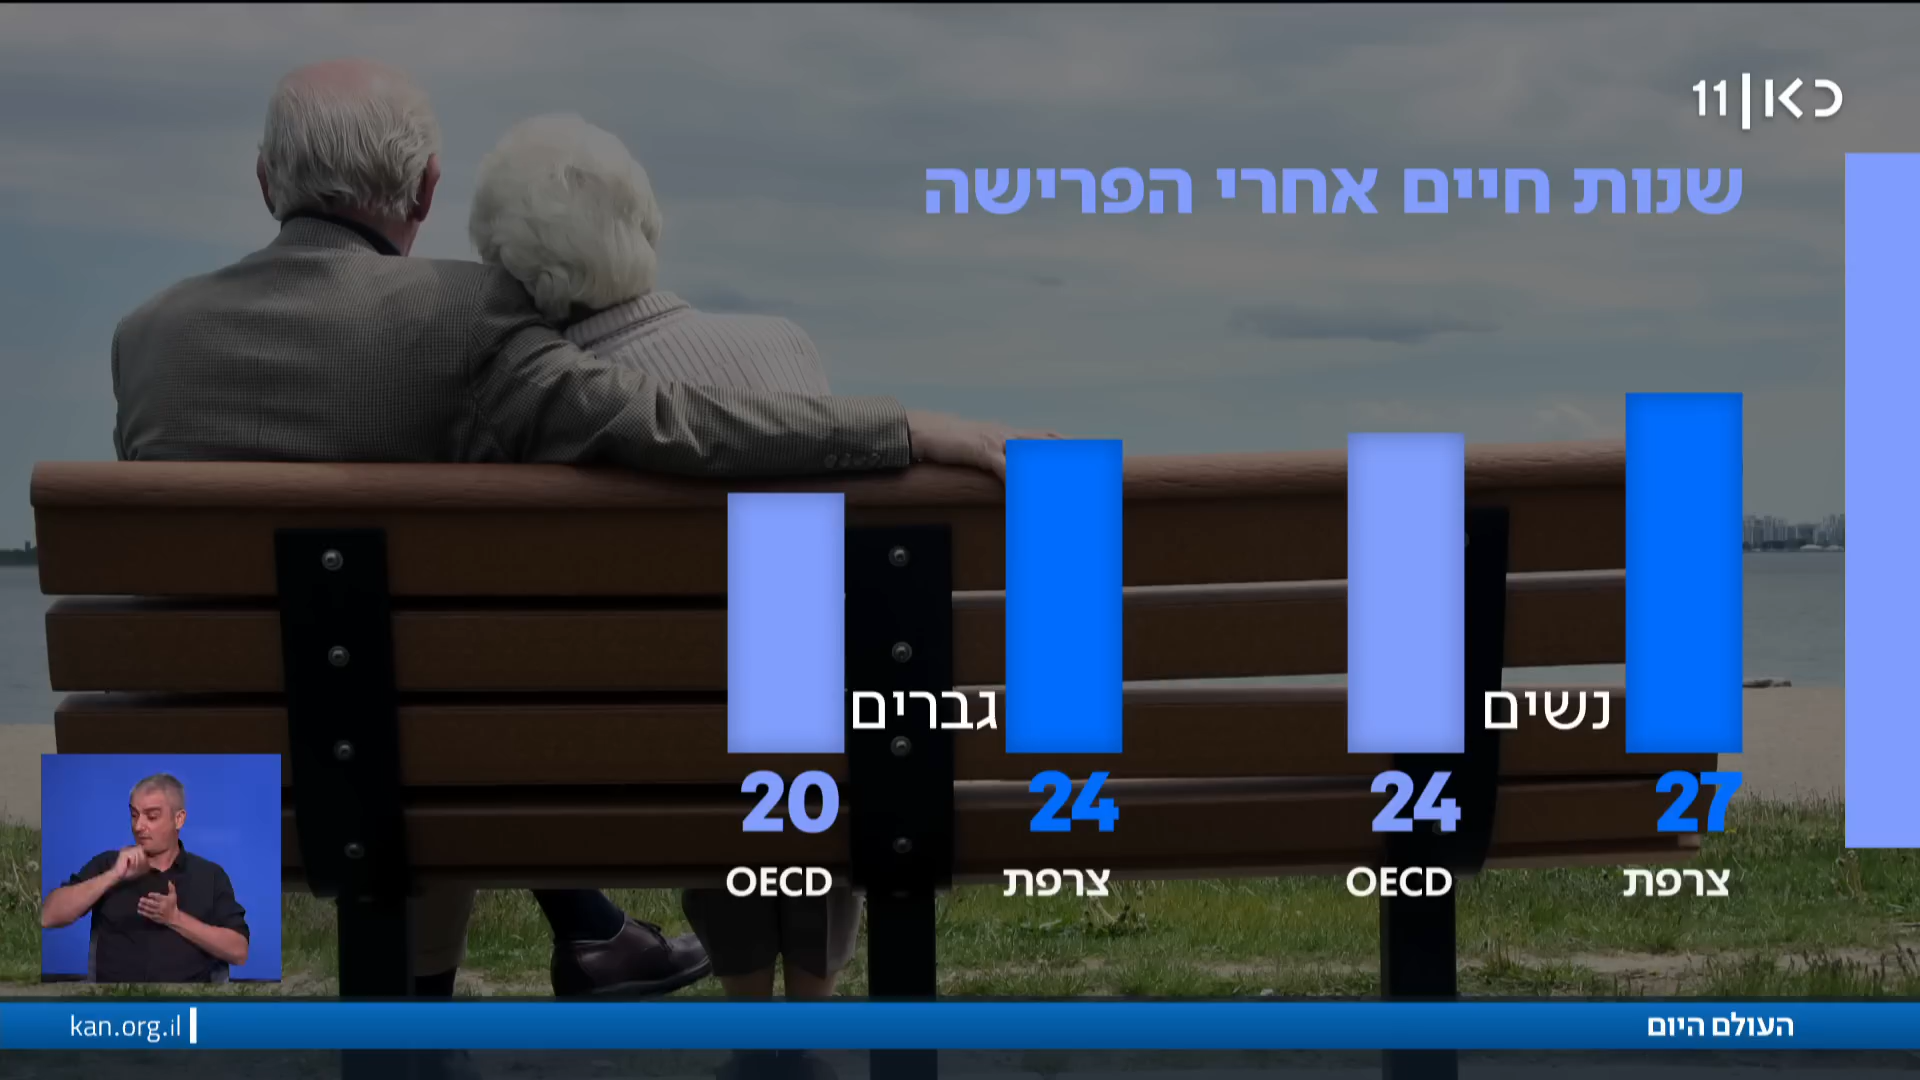 כאן | 11
שנות חיים אחרי הפרישה
נשים
גברים
27 24 24 20
צרפת OECD צרפת OECD
העולם היום
kan.org.il